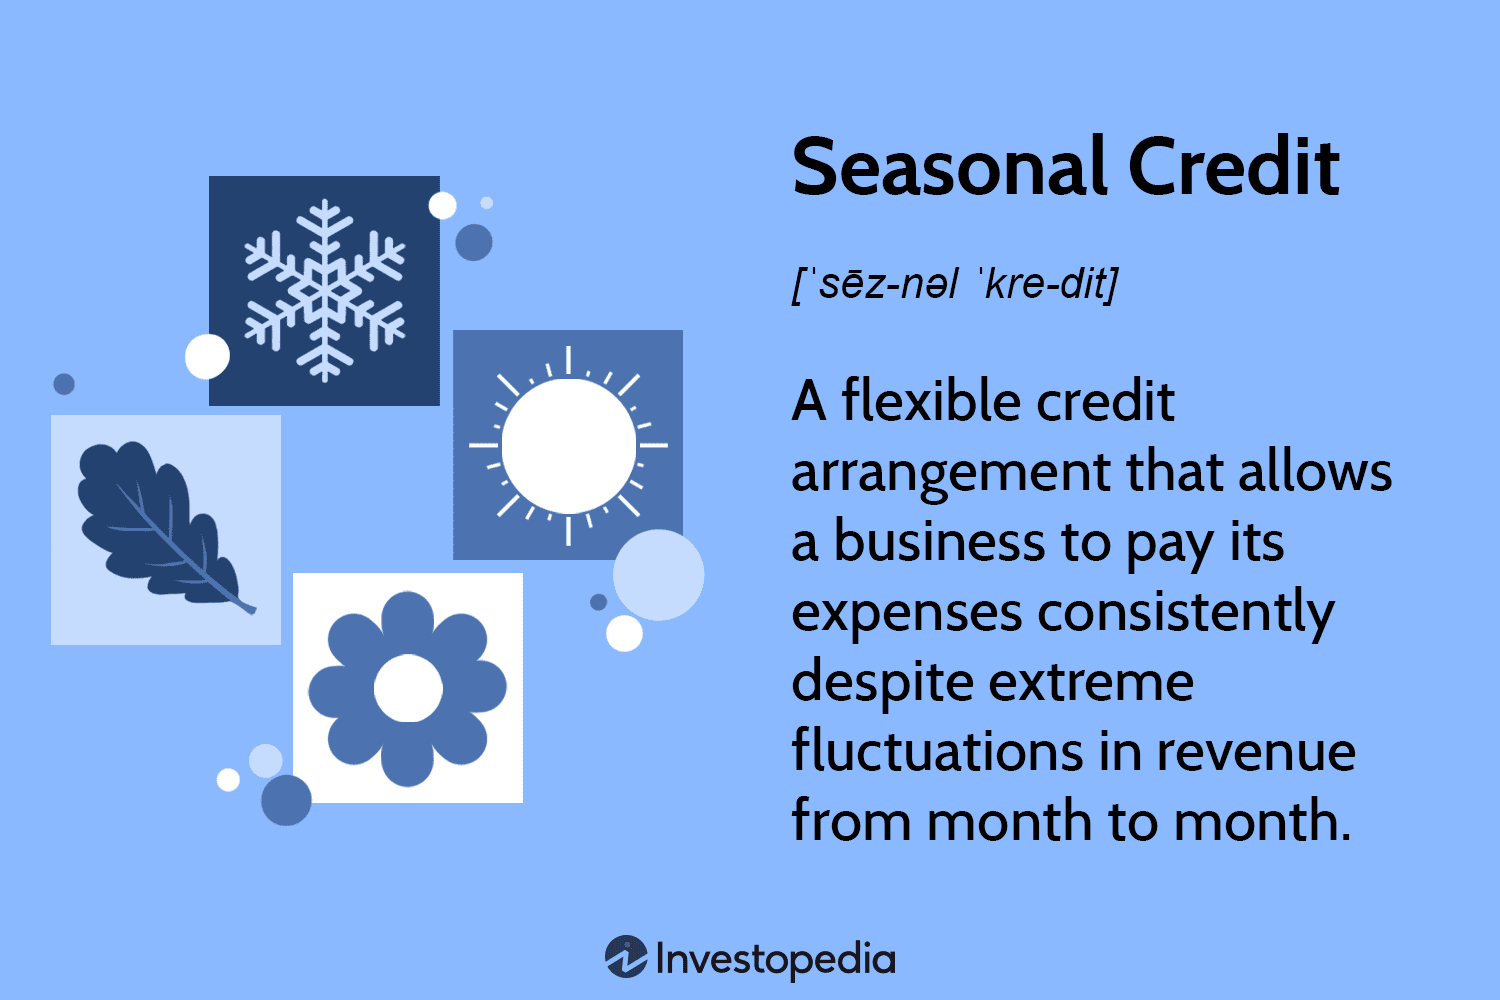 Seasonal Credit
[ˈsēz-nəl ˈkre-dit]
A flexible credit
arrangement that allows
a business to pay its
expenses consistently
despite extreme
fluctuations in revenue
from month to month.
Investopedia